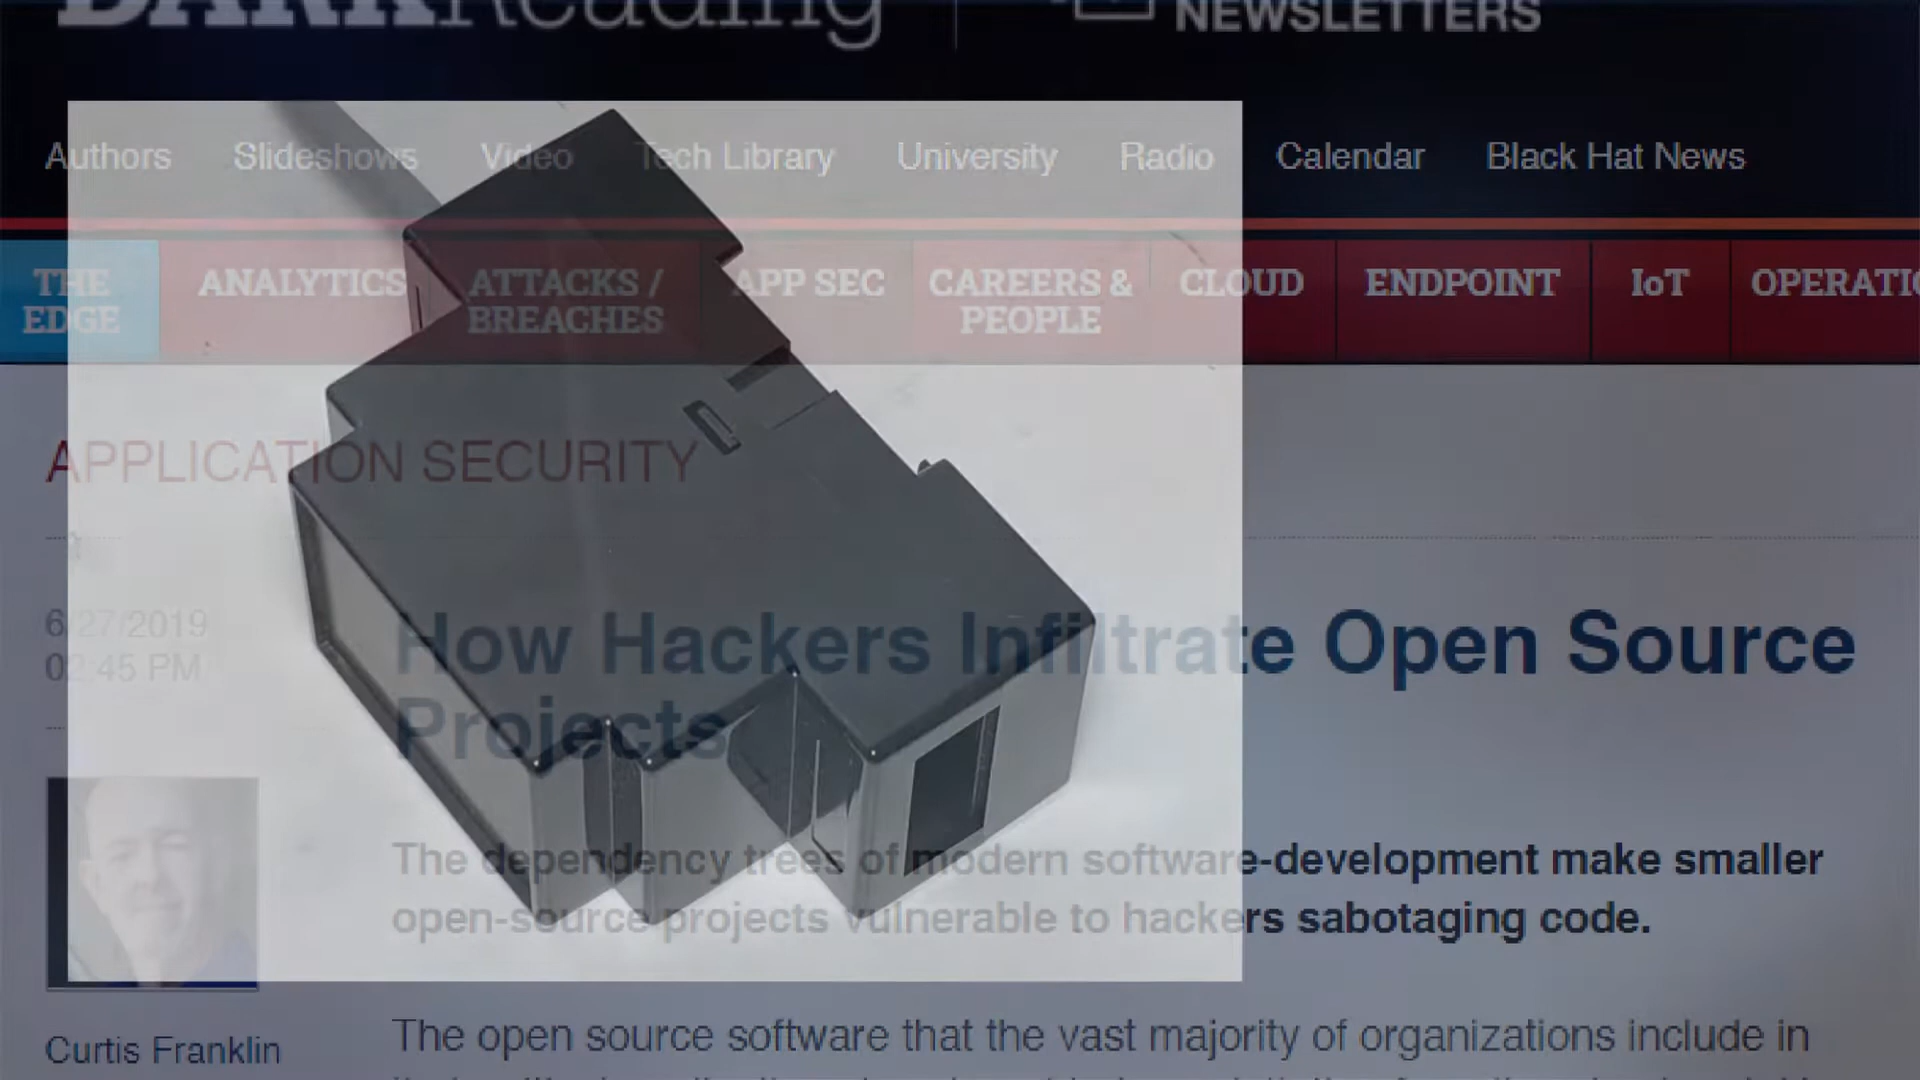 DARKReading
NEWSLETTERS
Authors Slideshows Video Tech Library University Radio Calendar Black Hat News
THE EDGE
ANALYTICS
ATTACKS / BREACHES
APP SEC
CAREERS & PEOPLE
CLOUD
ENDPOINT
IoT
APPLICATION SECURITY
6/27/2019
02:45 PM
How Hackers Infiltrate Open Source
Projects
The dependency trees of modern software-development make smaller
open-source projects vulnerable to hackers sabotaging code.
Curtis Franklin
The open source software that the vast majority of organizations include in